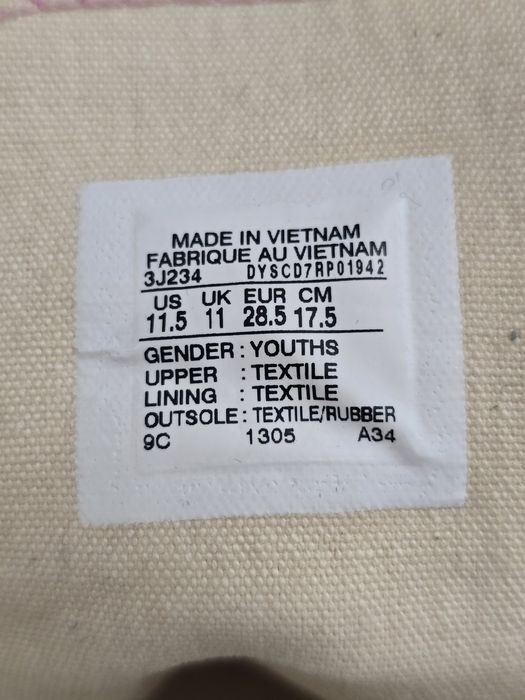 MADE IN VIETNAM
FABRIQUE AU VIETNAM
3J234 DYSCD7RP01942
US UK EUR CM
11.5 11 28.5 17.5
GENDER : YOUTHS
UPPER : TEXTILE
LINING : TEXTILE
OUTSOLE : TEXTILE/RUBBER
9C 1305 A34